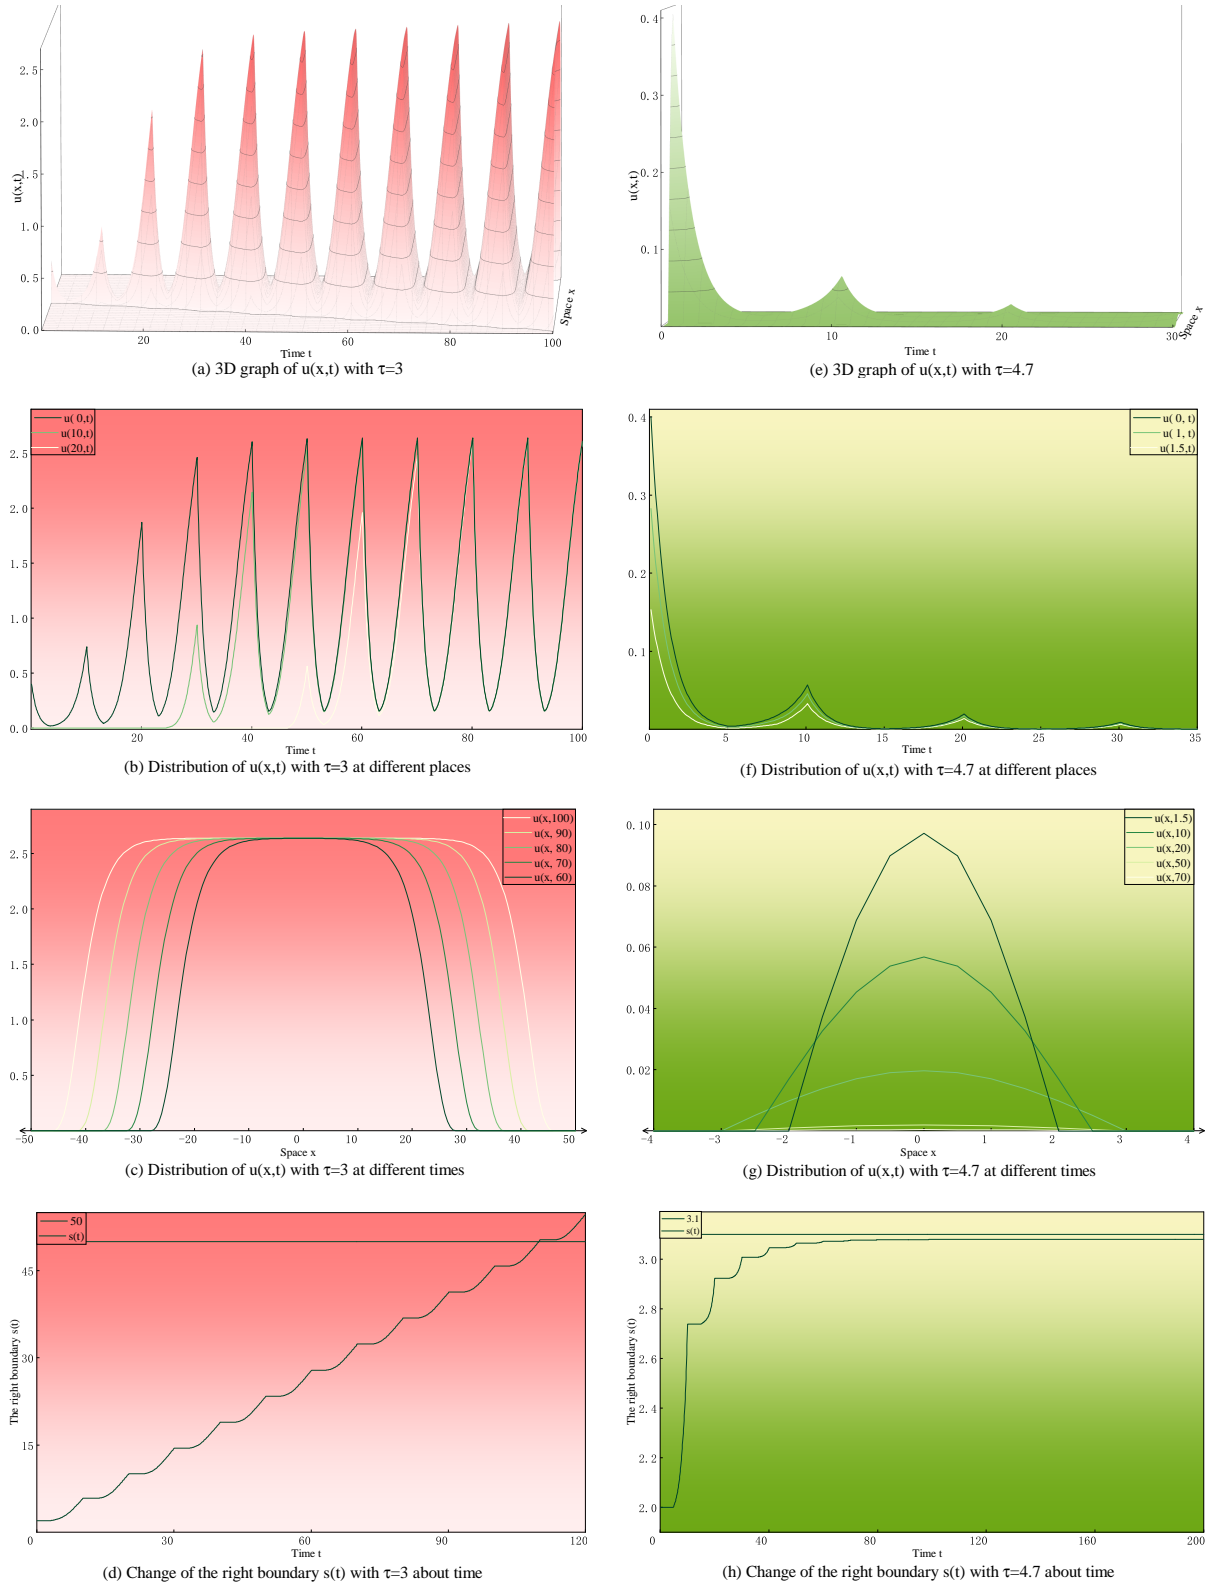 u(x,t)
2.5
2.0
1.5
1.0
0.5
0.0
20
40
60
80
100
Time t
Space x
(a) 3D graph of u(x,t) with τ=3
u(x,t)
0.4
0.3
0.2
0.1
0
10
20
30
Time t
Space x
(e) 3D graph of u(x,t) with τ=4.7
u( 0,t)
u(10,t)
u(20,t)
2.5
2.0
1.5
1.0
0.5
0.0
20
40
60
80
100
Time t
(b) Distribution of u(x,t) with τ=3 at different places
u( 0, t)
u( 1, t)
u(1.5,t)
0.4
0.3
0.2
0.1
0
5
10
15
20
25
30
35
Time t
(f) Distribution of u(x,t) with τ=4.7 at different places
u(x,100)
u(x, 90)
u(x, 80)
u(x, 70)
u(x, 60)
2.5
2.0
1.5
1.0
0.5
−50
−40
−30
−20
−10
0
10
20
30
40
50
Space x
(c) Distribution of u(x,t) with τ=3 at different times
u(x,1.5)
u(x,10)
u(x,20)
u(x,50)
u(x,70)
0.10
0.08
0.06
0.04
0.02
−4
−3
−2
−1
0
1
2
3
4
Space x
(g) Distribution of u(x,t) with τ=4.7 at different times
50
s(t)
The right boundary s(t)
45
30
15
0
30
60
90
120
Time t
(d) Change of the right boundary s(t) with τ=3 about time
3.1
s(t)
The right boundary s(t)
3.0
2.8
2.6
2.4
2.2
2.0
0
40
80
120
160
200
Time t
(h) Change of the right boundary s(t) with τ=4.7 about time